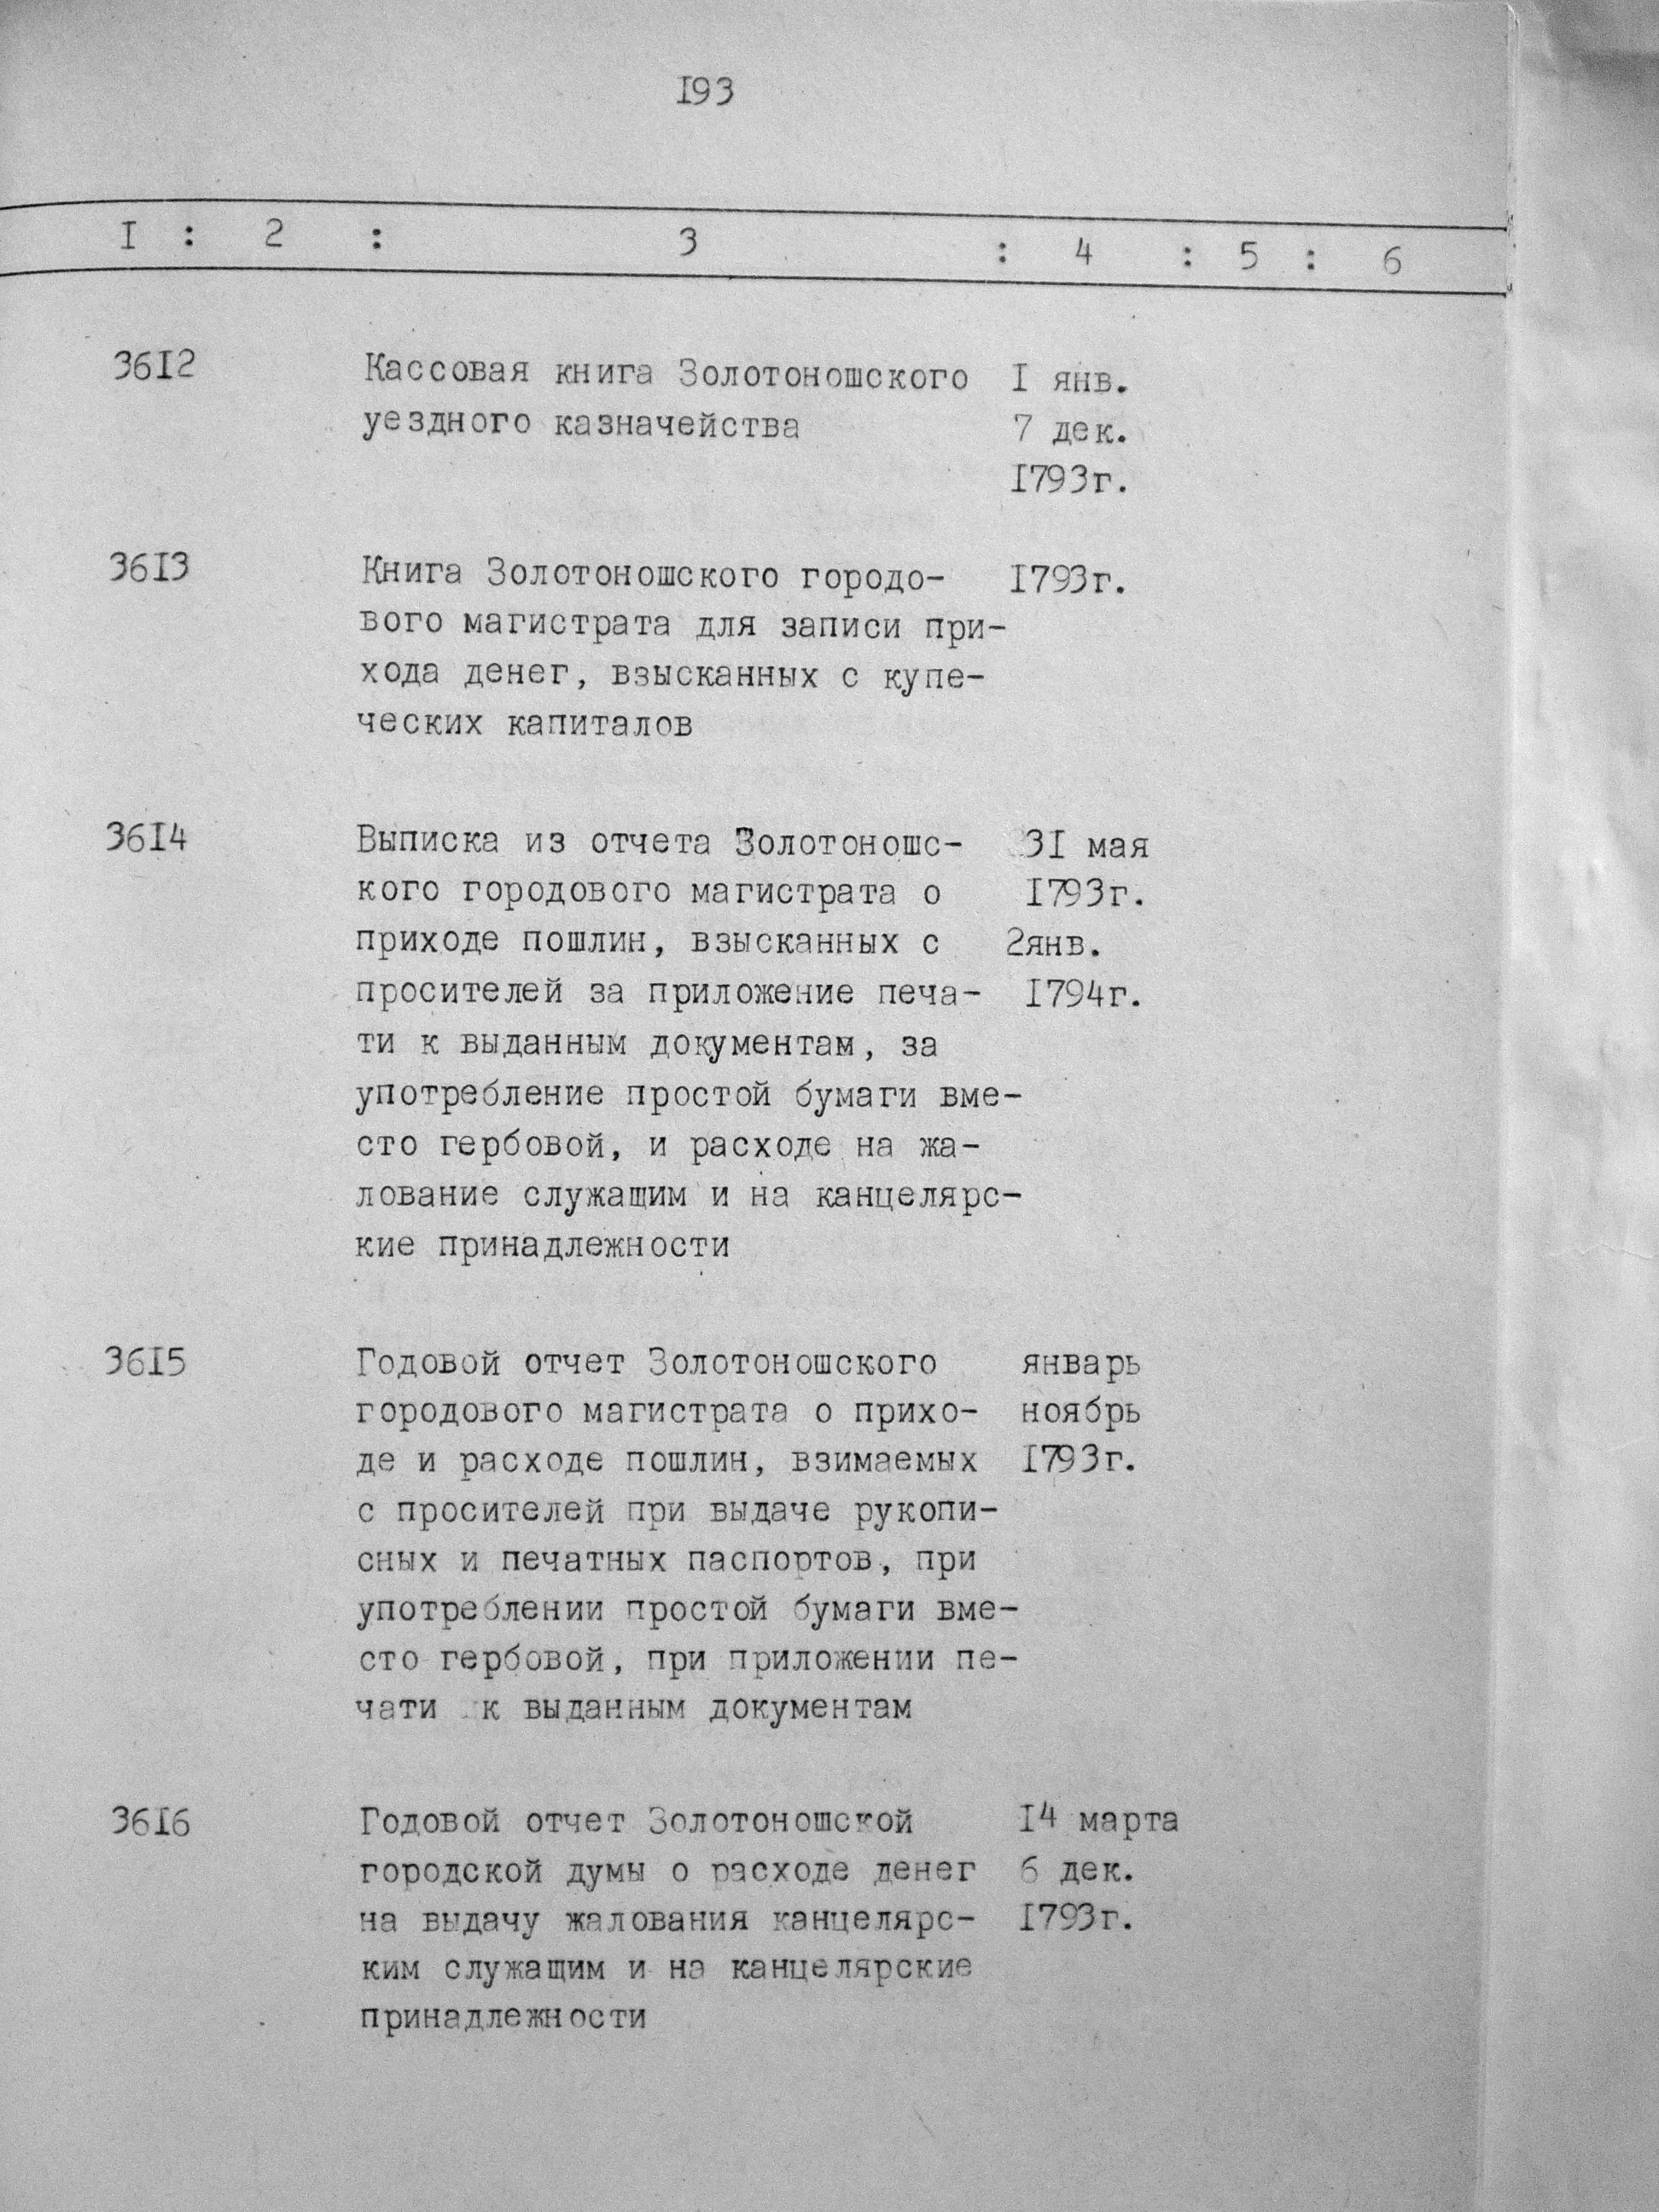 193
1 : 2 : 3 : 4 : 5 : 6
3612 Кассовая книга Золотоношского 1 янв.
уездного казначейства 7 дек.
1793г.
3613 Книга Золотоношского городо- 1793г.
вого магистрата для записи при-
хода денег, взысканных с купе-
ческих капиталов
3614 Выписка из отчета Золотоношс- 31 мая
кого городового магистрата о 1793г.
приходе пошлин, взысканных с 2янв.
просителей за приложение печа- 1794г.
ти к выданным документам, за
употребление простой бумаги вме-
сто гербовой, и расходе на жа-
лование служащим и на канцелярс-
кие принадлежности
3615 Годовой отчет Золотоношского январь
городового магистрата о прихо- ноябрь
де и расходе пошлин, взимаемых 1793г.
с просителей при выдаче рукопи-
сных и печатных паспортов, при
употреблении простой бумаги вме-
сто гербовой, при приложении пе-
чати к выданным документам
3616 Годовой отчет Золотоношской 14 марта
городской думы о расходе денег 6 дек.
на выдачу жалования канцелярс- 1793г.
ким служащим и на канцелярские
принадлежности